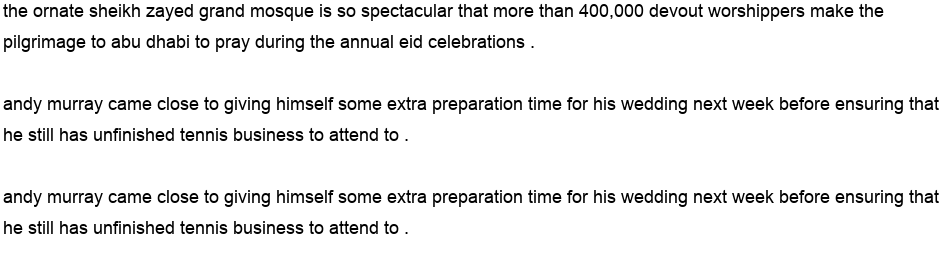 the ornate sheikh zayed grand mosque is so spectacular that more than 400,000 devout worshippers make the
pilgrimage to abu dhabi to pray during the annual eid celebrations .
andy murray came close to giving himself some extra preparation time for his wedding next week before ensuring that
he still has unfinished tennis business to attend to .
andy murray came close to giving himself some extra preparation time for his wedding next week before ensuring that
he still has unfinished tennis business to attend to .